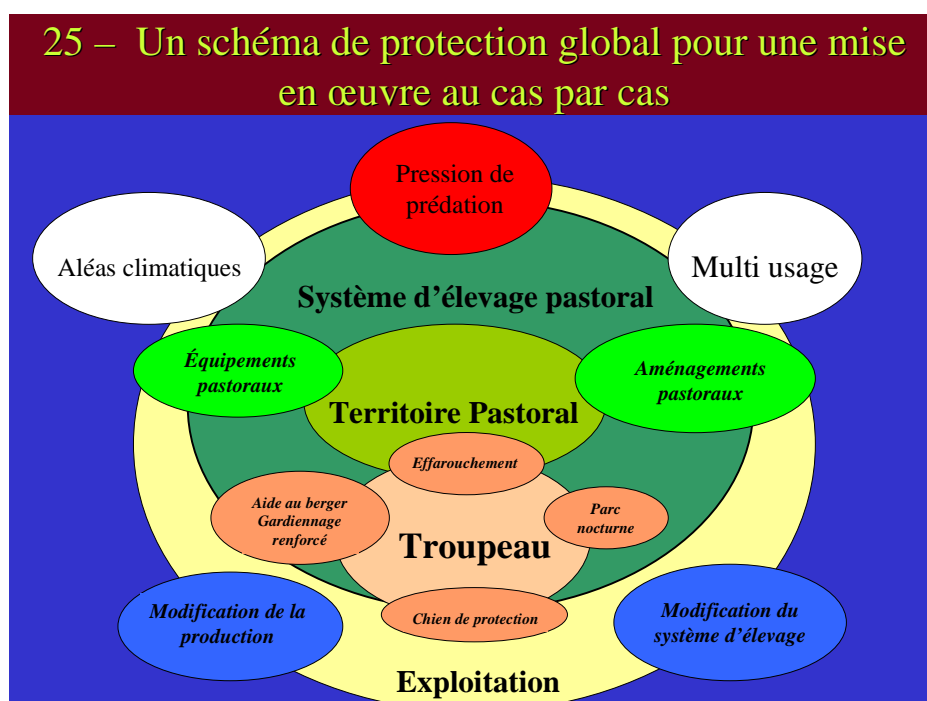 25 – Un schéma de protection global pour une mise
en œuvre au cas par cas
Pression de
prédation
Aléas climatiques
Multi usage
Système d’élevage pastoral
Équipements
pastoraux
Aménagements
pastoraux
Territoire Pastoral
Effarouchement
Aide au berger
Gardiennage
renforcé
Parc
nocturne
Troupeau
Modification de la
production
Chien de protection
Modification du
système d’élevage
Exploitation